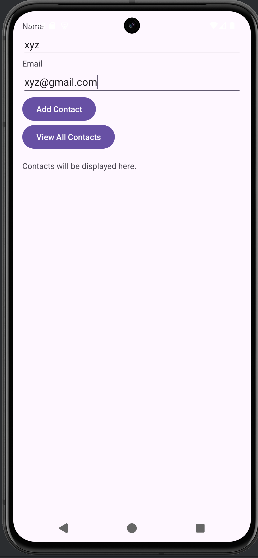 Name
xyz
Email
xyz@gmail.com
Add Contact
View All Contacts
Contacts will be displayed here.